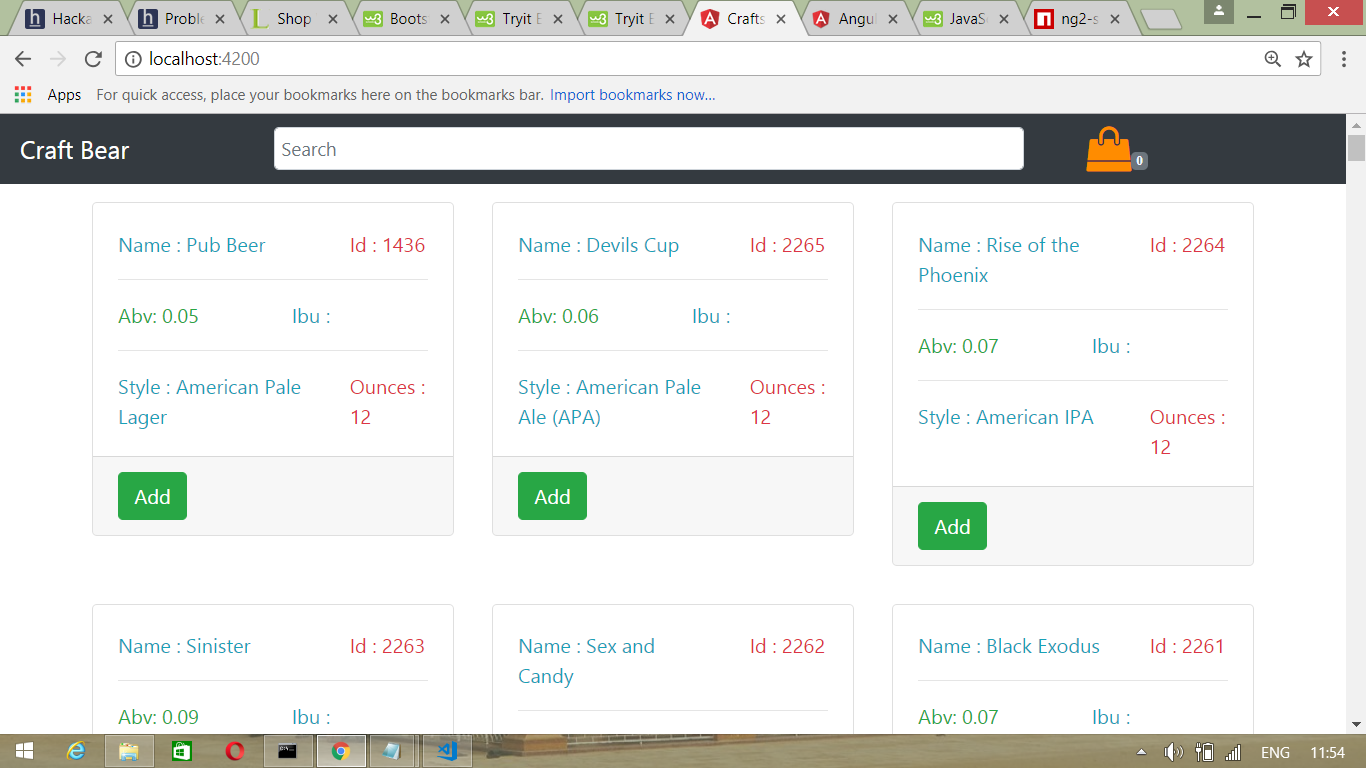 Hacka
Proble
Shop
Boots
Tryit E
Tryit E
Crafts
Angul
JavaSc
ng2-s
localhost:4200
Apps For quick access, place your bookmarks here on the bookmarks bar. Import bookmarks now...
Craft Bear
Search
0
Name : Pub Beer
Id : 1436
Abv: 0.05
Ibu :
Style : American Pale
Lager
Ounces :
12
Add
Name : Devils Cup
Id : 2265
Abv: 0.06
Ibu :
Style : American Pale
Ale (APA)
Ounces :
12
Add
Name : Rise of the
Phoenix
Id : 2264
Abv: 0.07
Ibu :
Style : American IPA
Ounces :
12
Add
Name : Sinister
Id : 2263
Abv: 0.09
Ibu :
Name : Sex and
Candy
Id : 2262
Name : Black Exodus
Id : 2261
Abv: 0.07
Ibu :
ENG
11:54